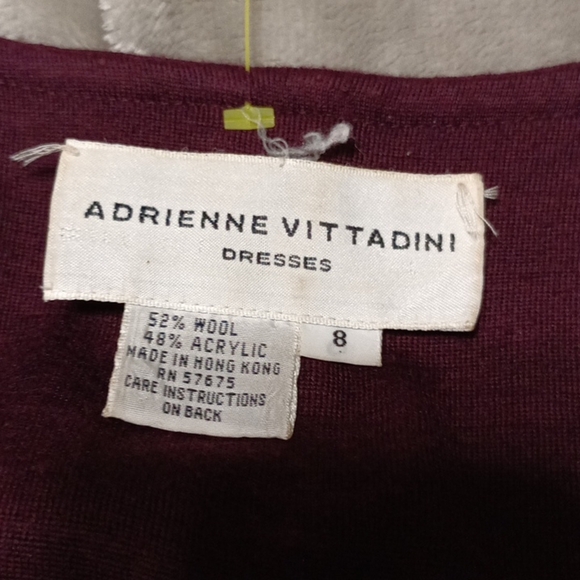 ADRIENNE VITTADINI
DRESSES
8
52% WOOL
48% ACRYLIC
MADE IN HONG KONG
RN 57675
CARE INSTRUCTIONS
ON BACK